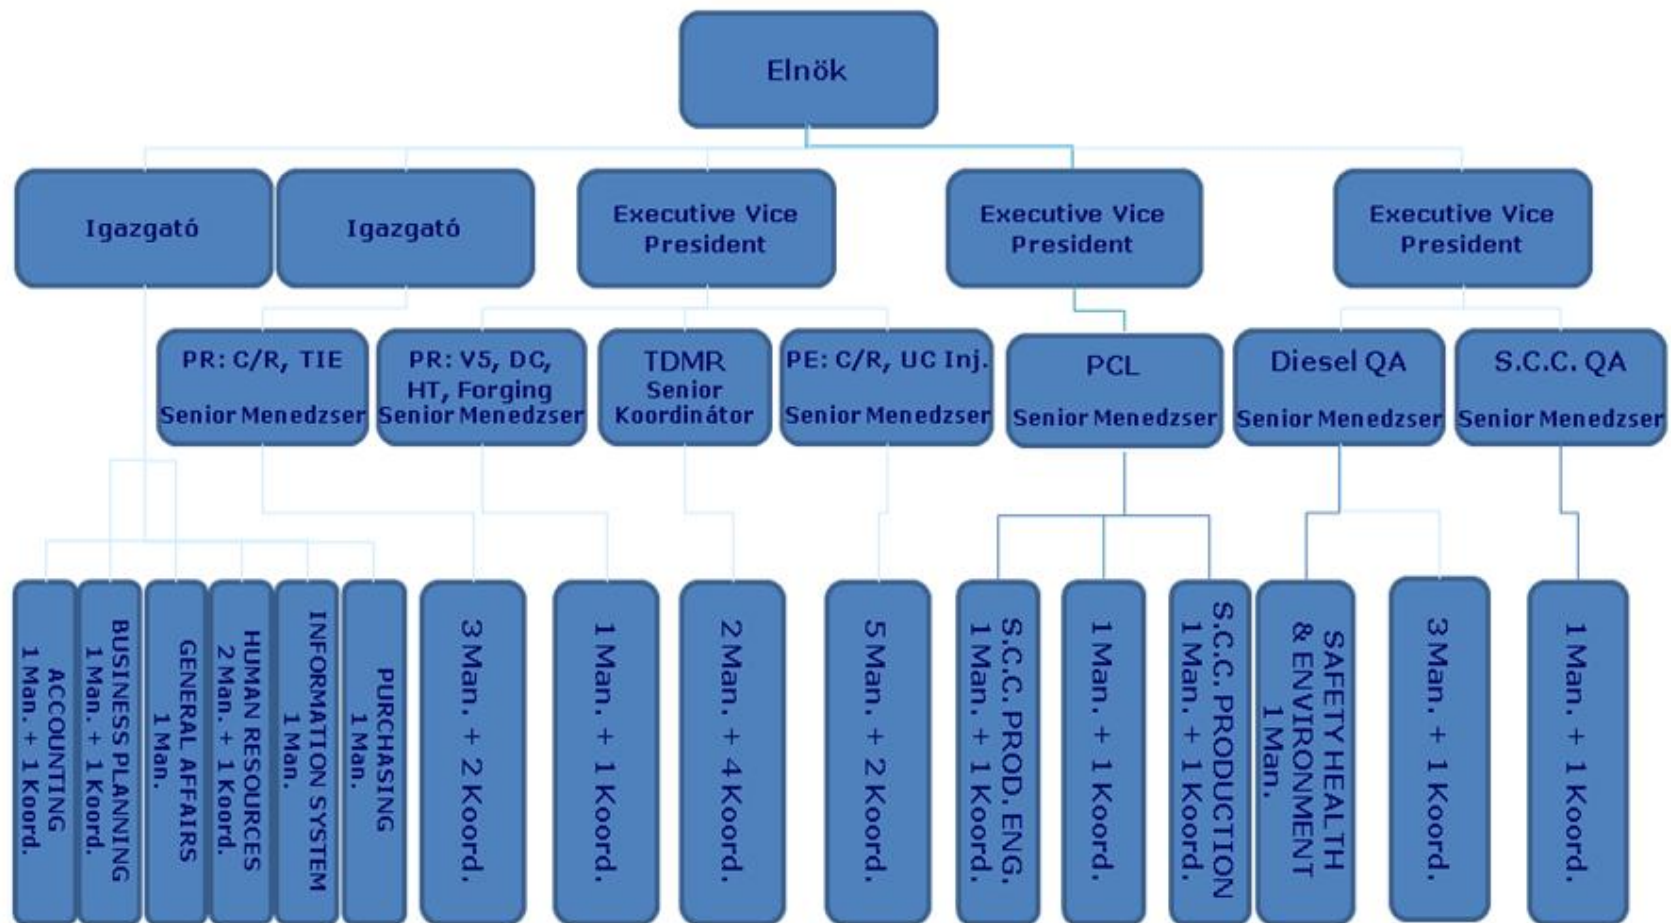 Elnök
Igazgató
Igazgató
Executive Vice
President
Executive Vice
President
Executive Vice
President
PR: C/R, TIE
Senior Menedzser
PR: V5, DC,
HT, Forging
Senior Menedzser
TDMR
Senior
Koordinátor
PE: C/R, UC Inj.
Senior Menedzser
PCL
Senior Menedzser
Diesel QA
Senior Menedzser
S.C.C. QA
Senior Menedzser
ACCOUNTING
1 Man. + 1 Koord.
BUSINESS PLANNING
1 Man. + 1 Koord.
GENERAL AFFAIRS
1 Man.
HUMAN RESOURCES
2 Man. + 1 Koord.
INFORMATION SYSTEM
1 Man.
PURCHASING
1 Man.
3 Man. + 2 Koord.
1 Man. + 1 Koord.
2 Man. + 4 Koord.
5 Man. + 2 Koord.
S.C.C. PROD. ENG.
1 Man. + 1 Koord.
1 Man. + 1 Koord.
S.C.C. PRODUCTION
1 Man. + 1 Koord.
SAFETY HEALTH
& ENVIRONMENT
1 Man.
3 Man. + 1 Koord.
1 Man. + 1 Koord.